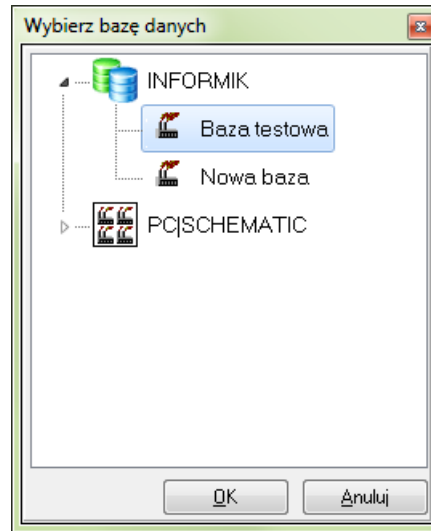 Wybierz bazę danych
INFORMIK
Baza testowa
Nowa baza
PC|SCHEMATIC
OK
Anuluj